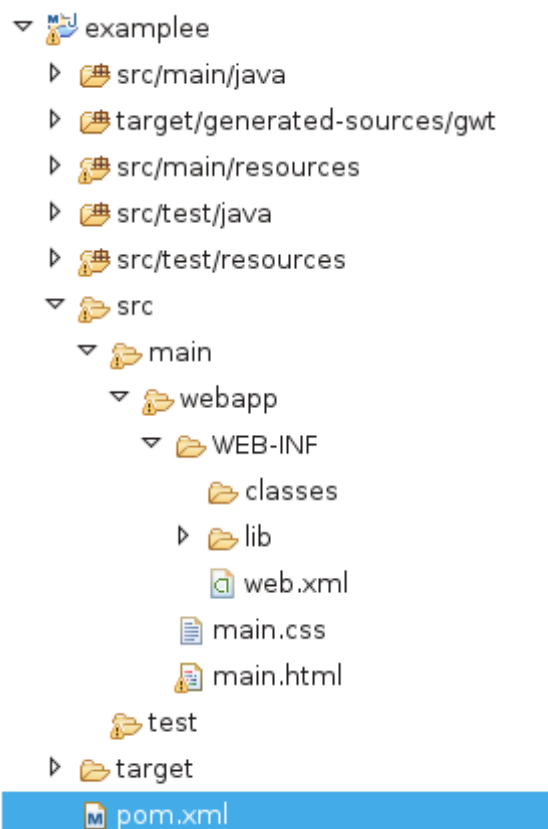 examplee
src/main/java
target/generated-sources/gwt
src/main/resources
src/test/java
src/test/resources
src
main
webapp
WEB-INF
classes
lib
web.xml
main.css
main.html
test
target
pom.xml